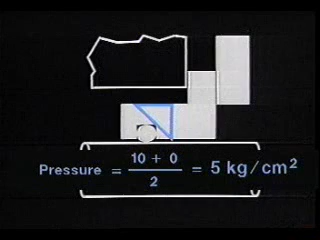 Pressure = 10 + 0 / 2 = 5 kg/cm²